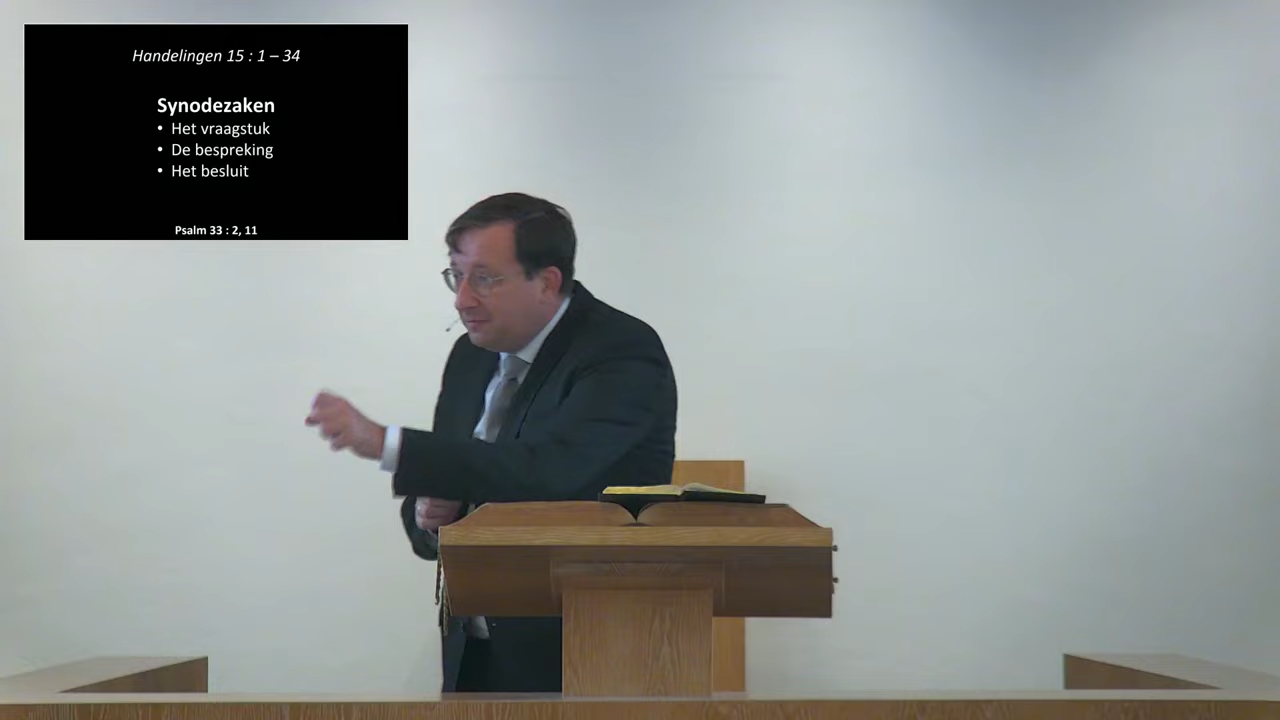 Handelingen 15 : 1 – 34
Synodezaken
• Het vraagstuk
• De bespreking
• Het besluit
Psalm 33 : 2, 11